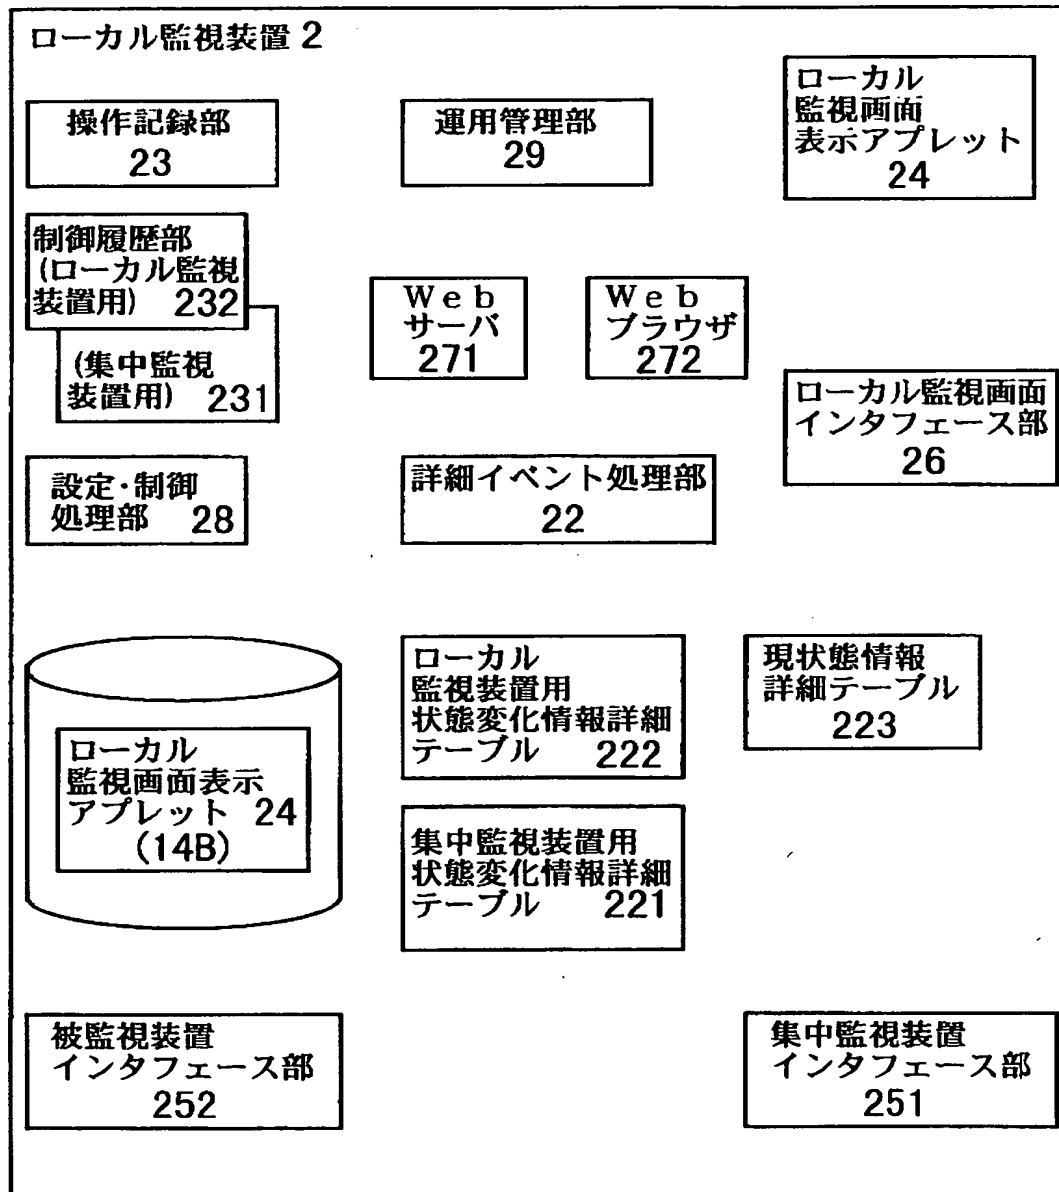 ローカル監視装置 2
操作記録部
23
運用管理部
29
ローカル
監視画面
表示アプレット
24
制御履歴部
(ローカル監視
装置用) 232
(集中監視
装置用) 231
Ｗｅｂ
サーバ
271
Ｗｅｂ
ブラウザ
272
ローカル監視画面
インタフェース部
26
設定・制御
処理部 28
詳細イベント処理部
22
ローカル
監視画面表示
アプレット 24
(14B)
ローカル
監視装置用
状態変化情報詳細
テーブル 222
現状態情報
詳細テーブル
223
集中監視装置用
状態変化情報詳細
テーブル 221
被監視装置
インタフェース部
252
集中監視装置
インタフェース部
251